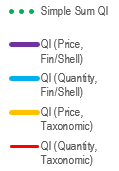 Simple Sum QI
QI (Price,
Fin/Shell)
QI (Quantity,
Fin/Shell)
QI (Price,
Taxonomic)
QI (Quantity,
Taxonomic)